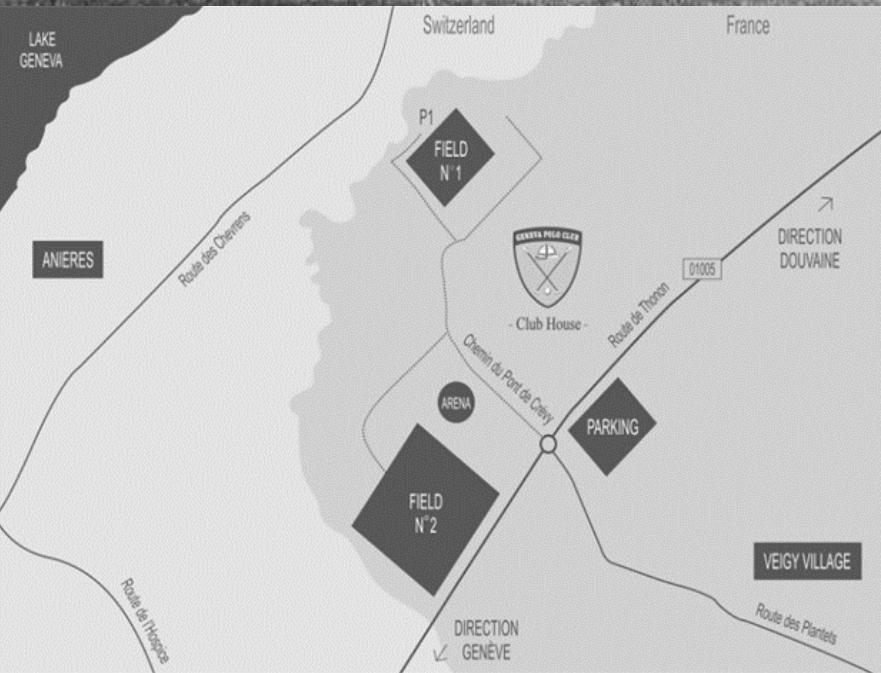 Switzerland
France
LAKE
GENEVA
P1
FIELD
N°1
Route des Chevrens
ANIERES
GENEVA POLO CLUB
- Club House -
DIRECTION
DOUVAINE
01005
Route de Thonon
Chemin du Pont de Crévy
ARENA
PARKING
FIELD
N°2
VEIGY VILLAGE
Route de l'Hospice
DIRECTION
GENÈVE
Route des Plantets